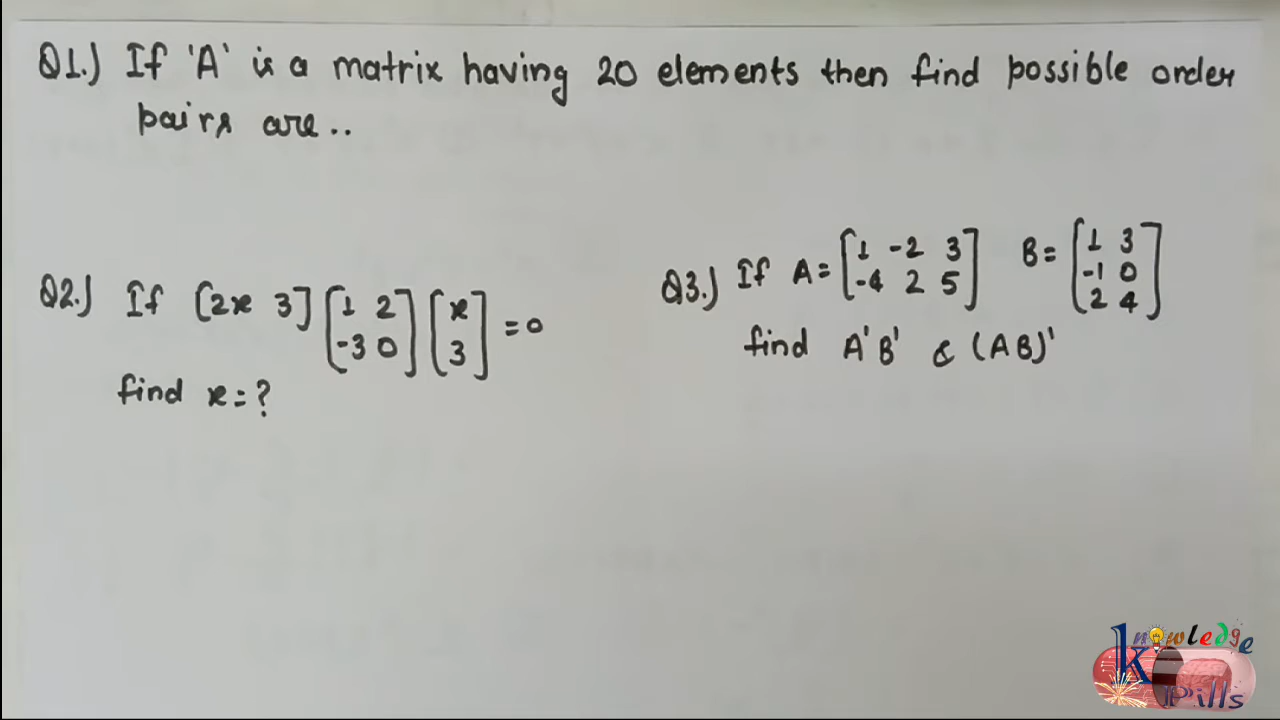 Q1.) If 'A' is a matrix having 20 elements then find possible order
pairs are..
Q2.) If [2x 3] [1 2 -3 0] [x 3] = 0
find x = ?
Q3.) If A = [1 -2 3 -4 2 5] B = [1 3 -1 0 2 4]
find A'B' & (AB)'
Knowledge
Pills